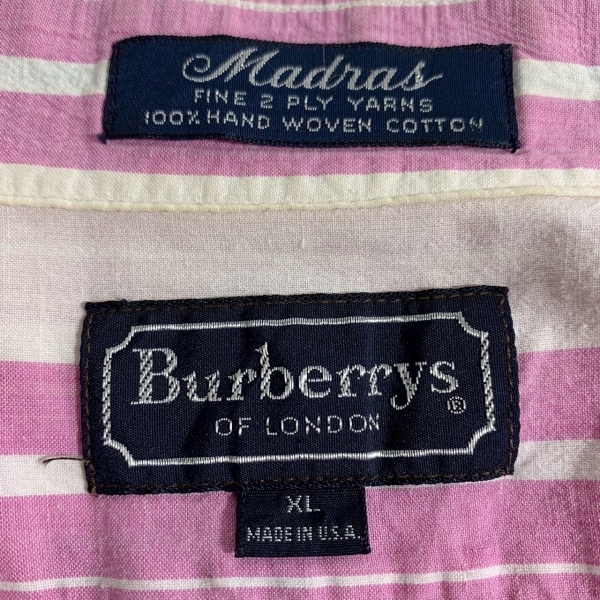 Madras
FINE 2 PLY YARNS
100% HAND WOVEN COTTON
Burberrys®
OF LONDON
XL
MADE IN U.S.A.